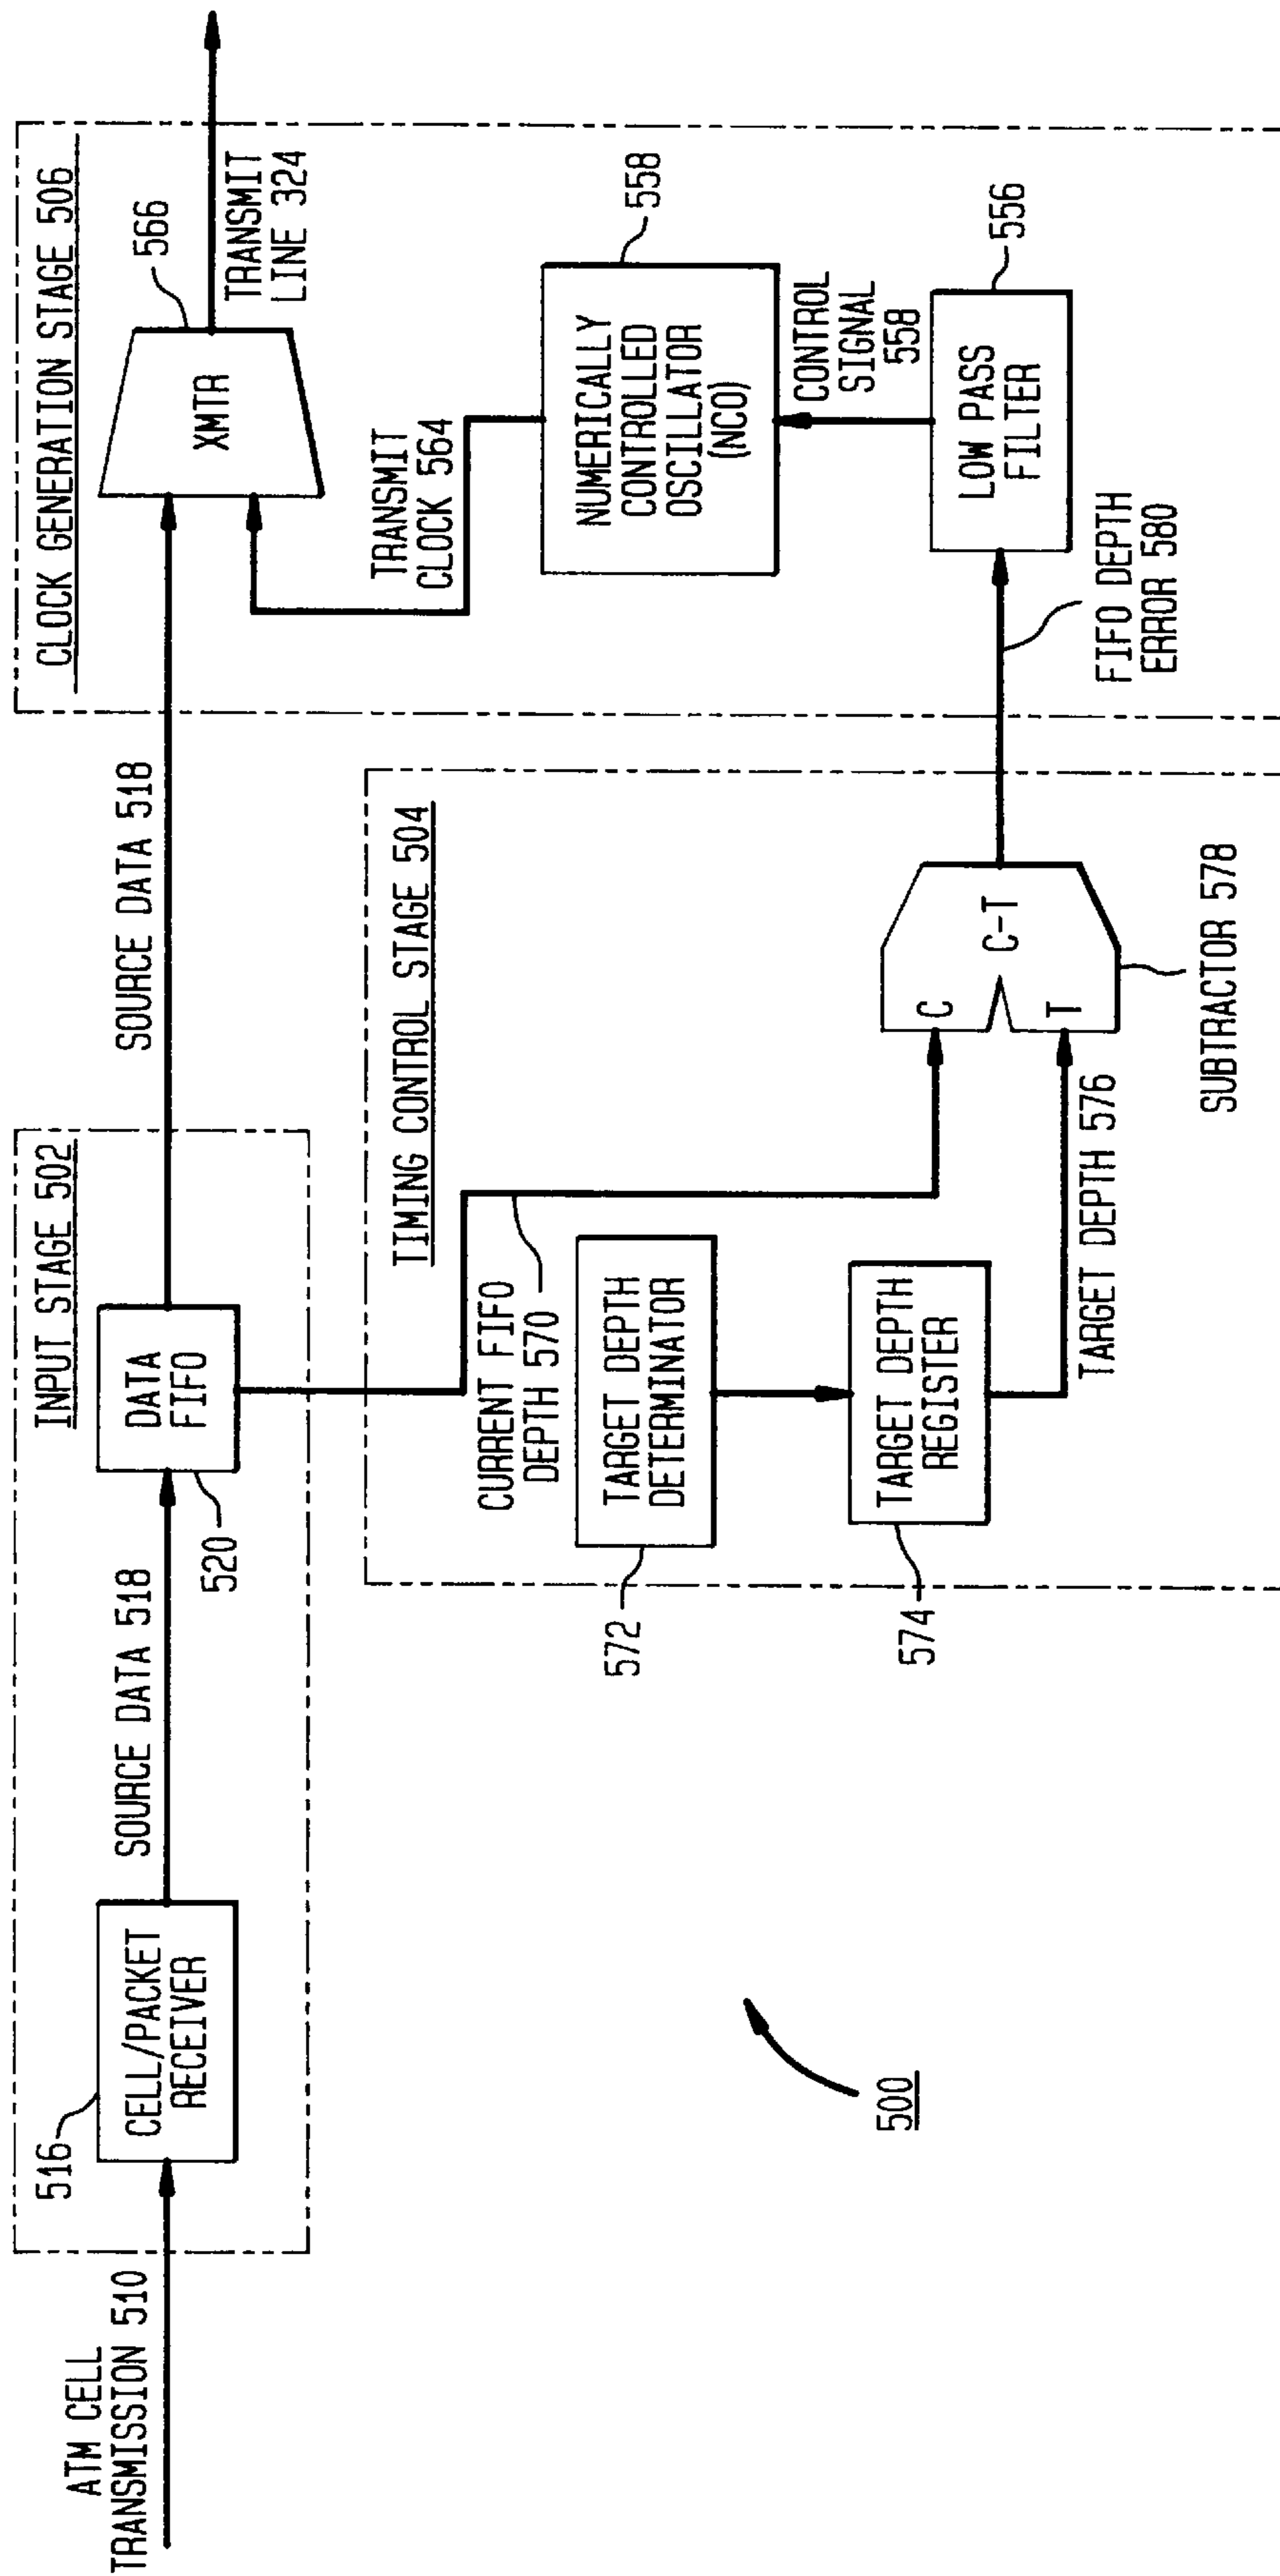 ATM CELL
TRANSMISSION 510
INPUT STAGE 502
516
CELL/PACKET
RECEIVER
SOURCE DATA 518
520
DATA
FIFO
SOURCE DATA 518
CLOCK GENERATION STAGE 506
566
XMTR
TRANSMIT
LINE 324
TRANSMIT
CLOCK 564
558
NUMERICALLY
CONTROLLED
OSCILLATOR
(NCO)
CONTROL
SIGNAL
558
556
LOW PASS
FILTER
FIFO DEPTH
ERROR 580
TIMING CONTROL STAGE 504
CURRENT FIFO
DEPTH 570
572
TARGET DEPTH
DETERMINATOR
574
TARGET DEPTH
REGISTER
TARGET DEPTH 576
C
T
C-T
SUBTRACTOR 578
500